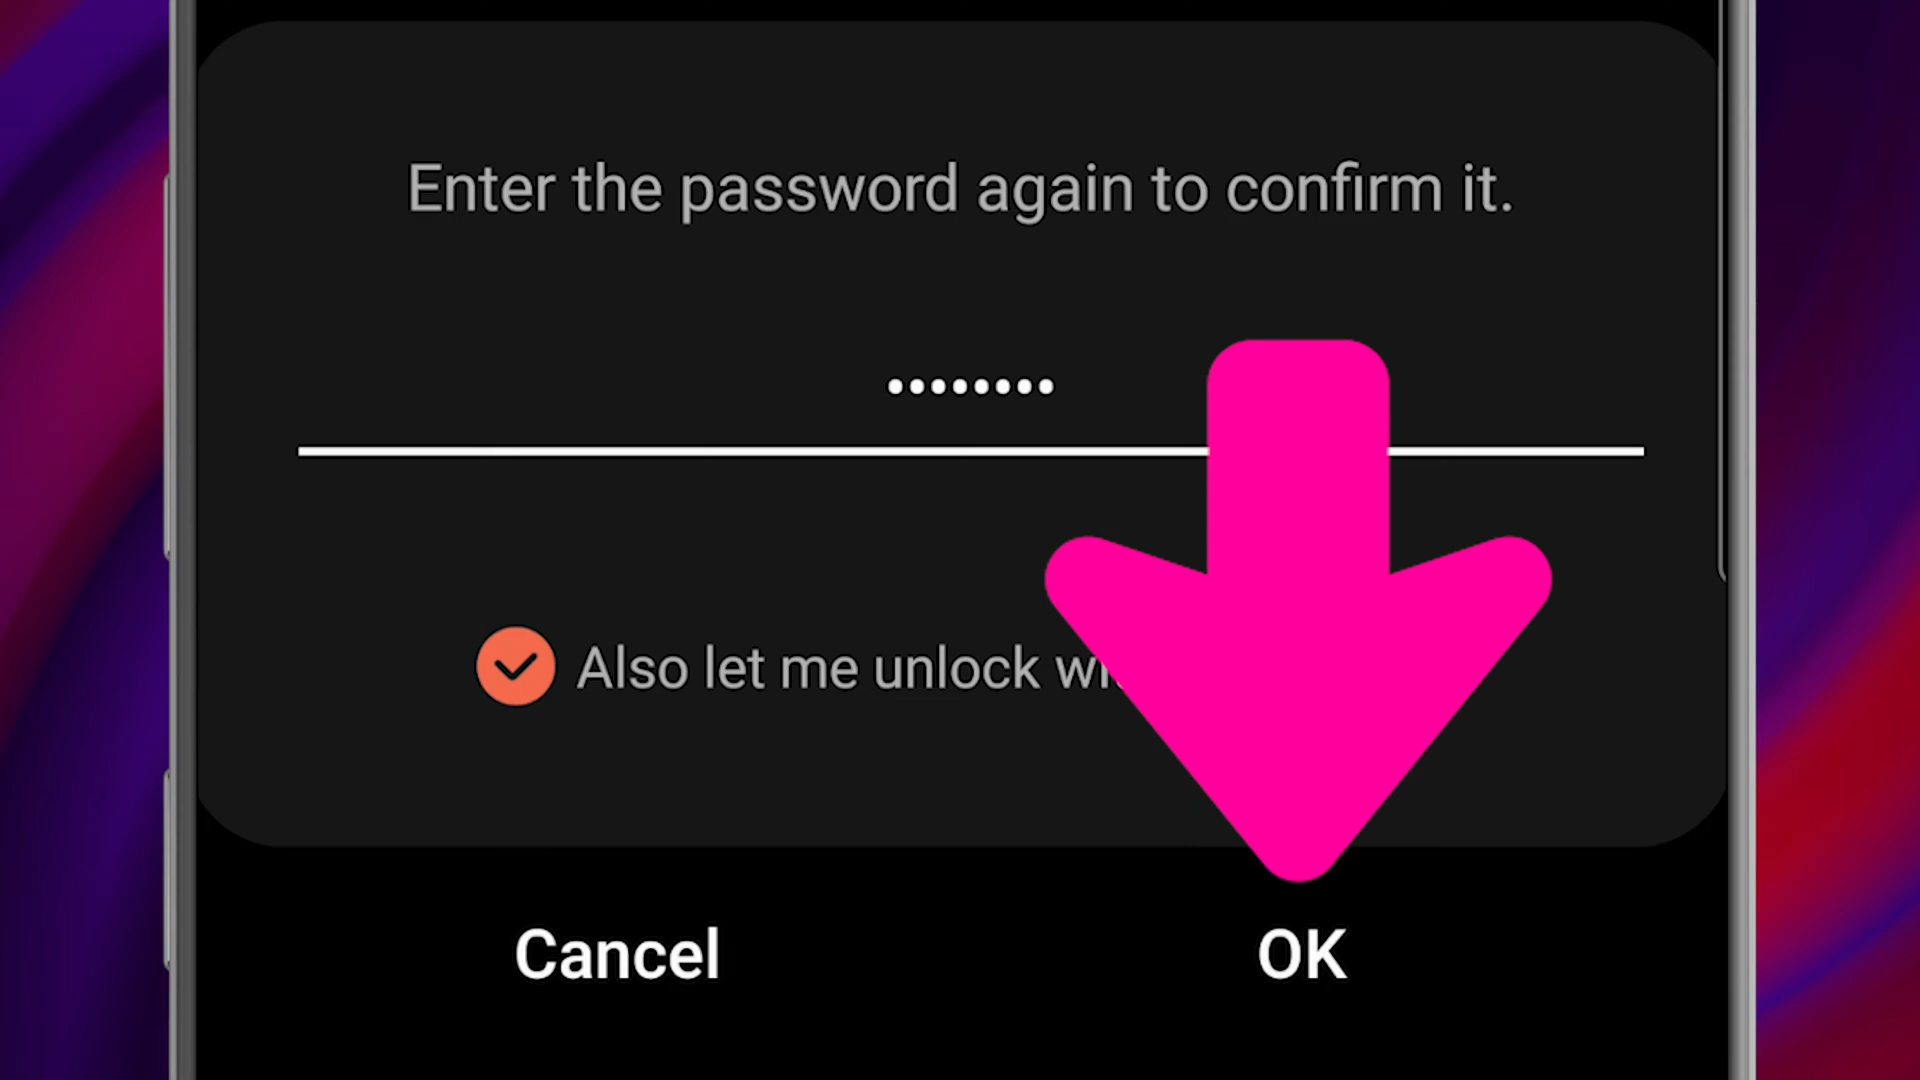 Enter the password again to confirm it.
••••••••
Also let me unlock
Cancel
OK